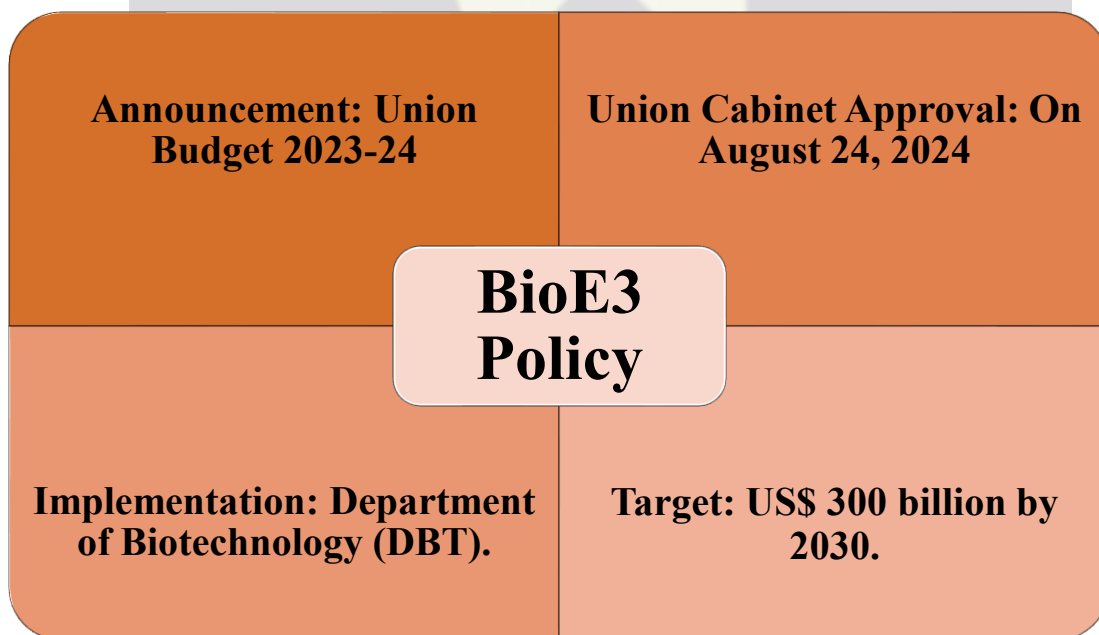 Announcement: Union
Budget 2023-24
Union Cabinet Approval: On
August 24, 2024
BioE3
Policy
Implementation: Department
of Biotechnology (DBT).
Target: US$ 300 billion by
2030.